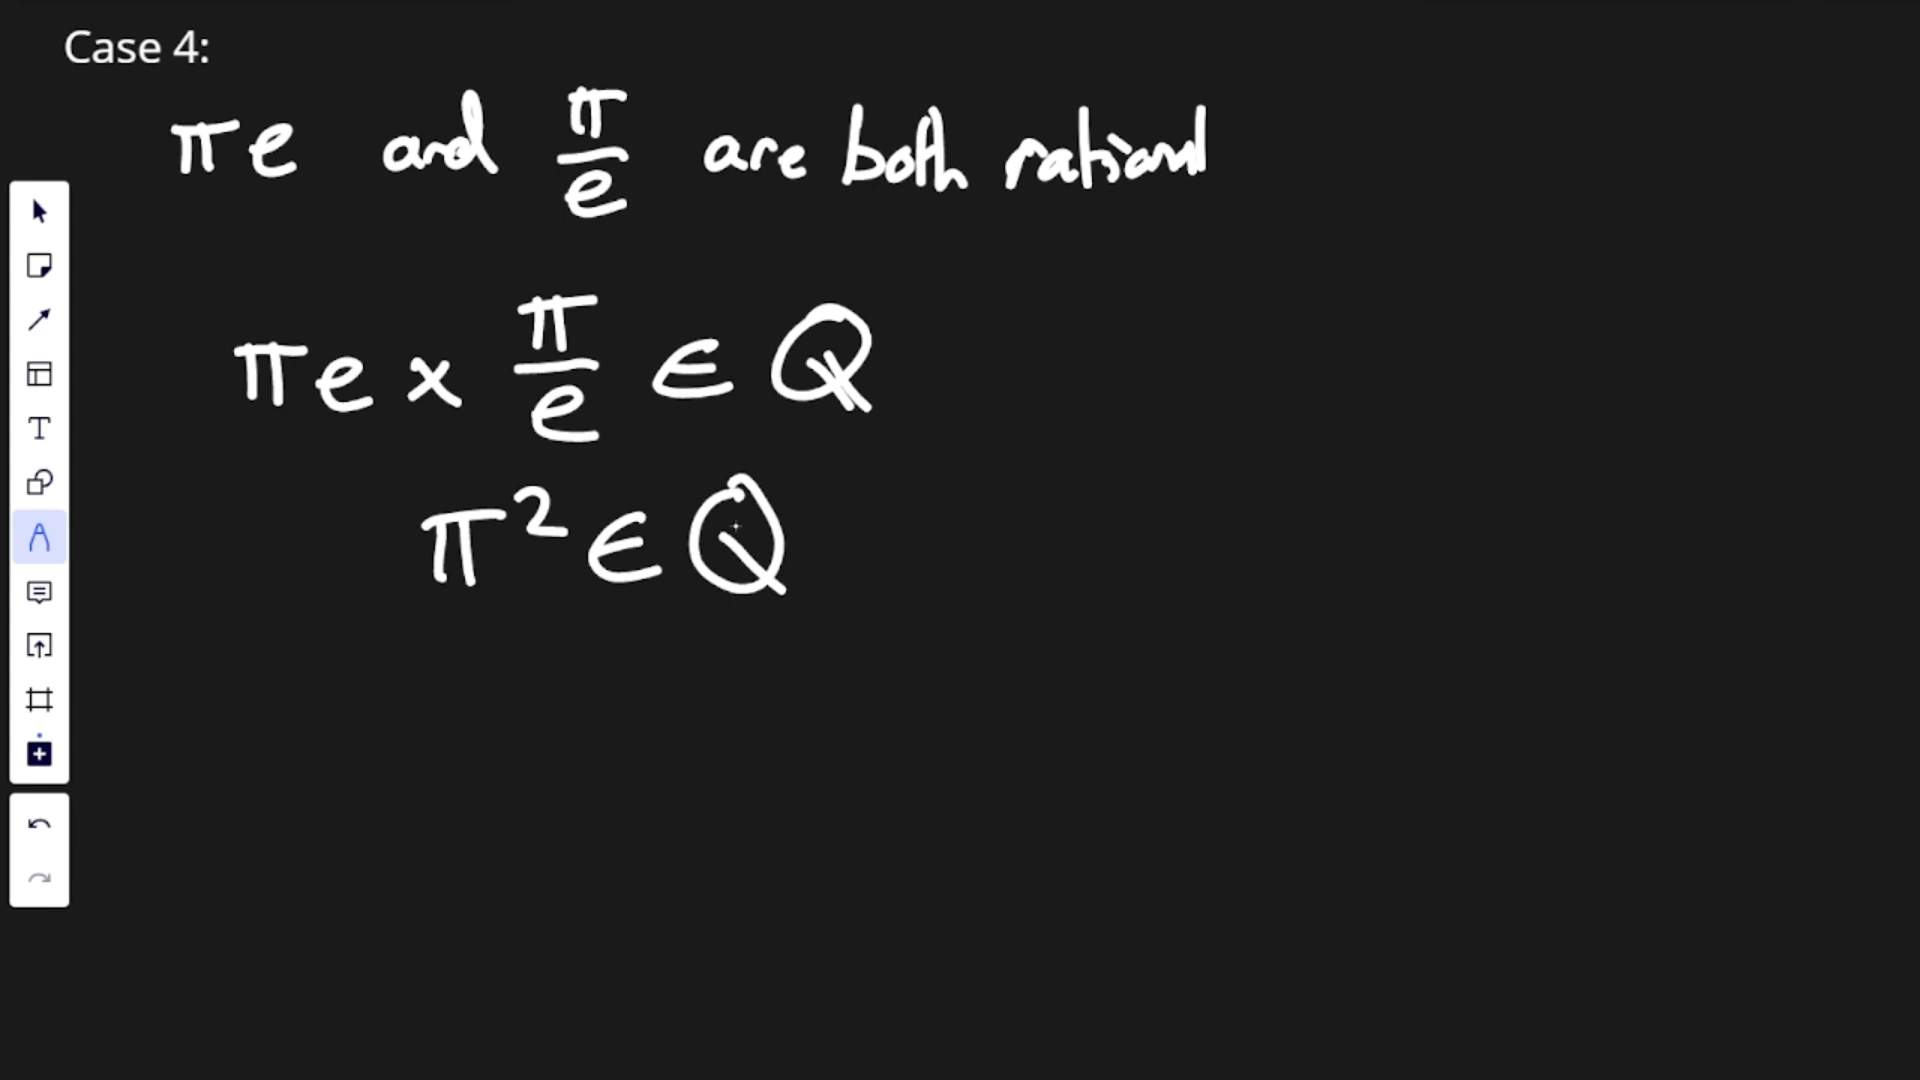 Case 4:
πe and π/e are both rational
πe × π/e ∈ ℚ
π² ∈ ℚ
T